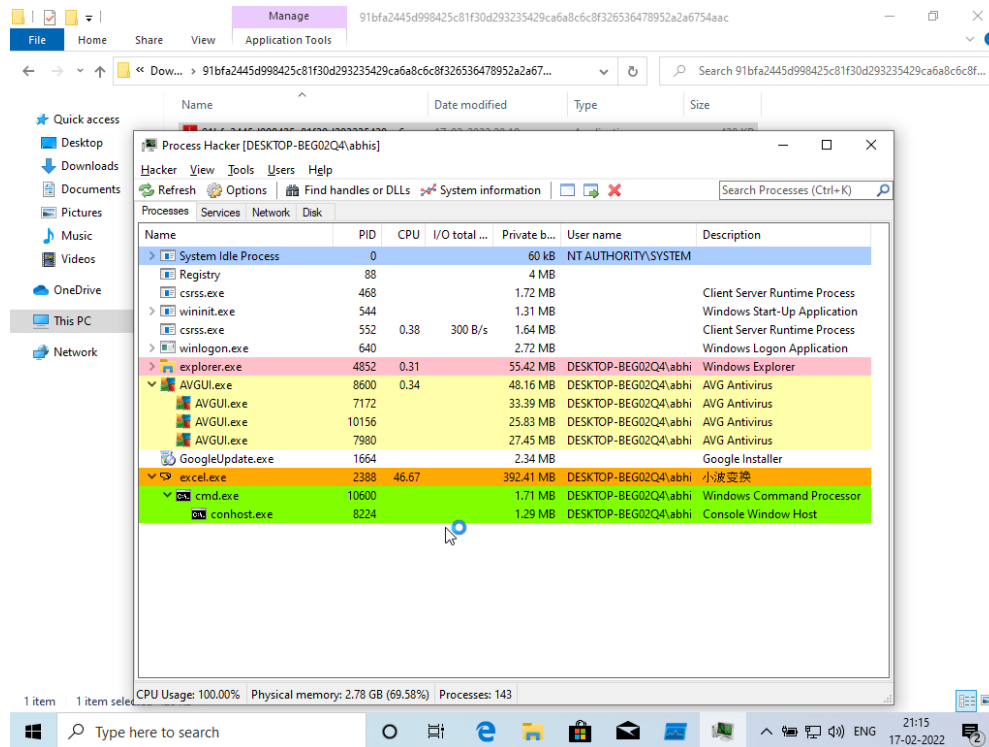 Manage
91bfa2445d998425c81f30d293235429ca6a8c6c8f326536478952a2a6754aac
File Home Share View Application Tools
« Dow... › 91bfa2445d998425c81f30d293235429ca6a8c6c8f326536478952a2a67...
Search 91bfa2445d998425c81f30d293235429ca6a8c6c8f...
Name Date modified Type Size
Quick access
Desktop
Downloads
Documents
Pictures
Music
Videos
OneDrive
This PC
Network
Process Hacker [DESKTOP-BEG02Q4\abhis]
Hacker View Tools Users Help
Refresh Options Find handles or DLLs System information Search Processes (Ctrl+K)
Processes Services Network Disk
Name PID CPU I/O total ... Private b... User name Description
System Idle Process 0 60 kB NT AUTHORITY\SYSTEM
Registry 88 4 MB
csrss.exe 468 1.72 MB Client Server Runtime Process
wininit.exe 544 1.31 MB Windows Start-Up Application
csrss.exe 552 0.38 300 B/s 1.64 MB Client Server Runtime Process
winlogon.exe 640 2.72 MB Windows Logon Application
explorer.exe 4852 0.31 55.42 MB DESKTOP-BEG02Q4\abhi Windows Explorer
AVGUI.exe 8600 0.34 48.16 MB DESKTOP-BEG02Q4\abhi AVG Antivirus
AVGUI.exe 7172 33.39 MB DESKTOP-BEG02Q4\abhi AVG Antivirus
AVGUI.exe 10156 25.83 MB DESKTOP-BEG02Q4\abhi AVG Antivirus
AVGUI.exe 7980 27.45 MB DESKTOP-BEG02Q4\abhi AVG Antivirus
GoogleUpdate.exe 1664 2.34 MB Google Installer
excel.exe 2388 46.67 392.41 MB DESKTOP-BEG02Q4\abhi 小波变换
cmd.exe 10600 1.71 MB DESKTOP-BEG02Q4\abhi Windows Command Processor
conhost.exe 8224 1.29 MB DESKTOP-BEG02Q4\abhi Console Window Host
CPU Usage: 100.00% Physical memory: 2.78 GB (69.58%) Processes: 143
1 item 1 item sele
Type here to search
ENG
21:15
17-02-2022
2